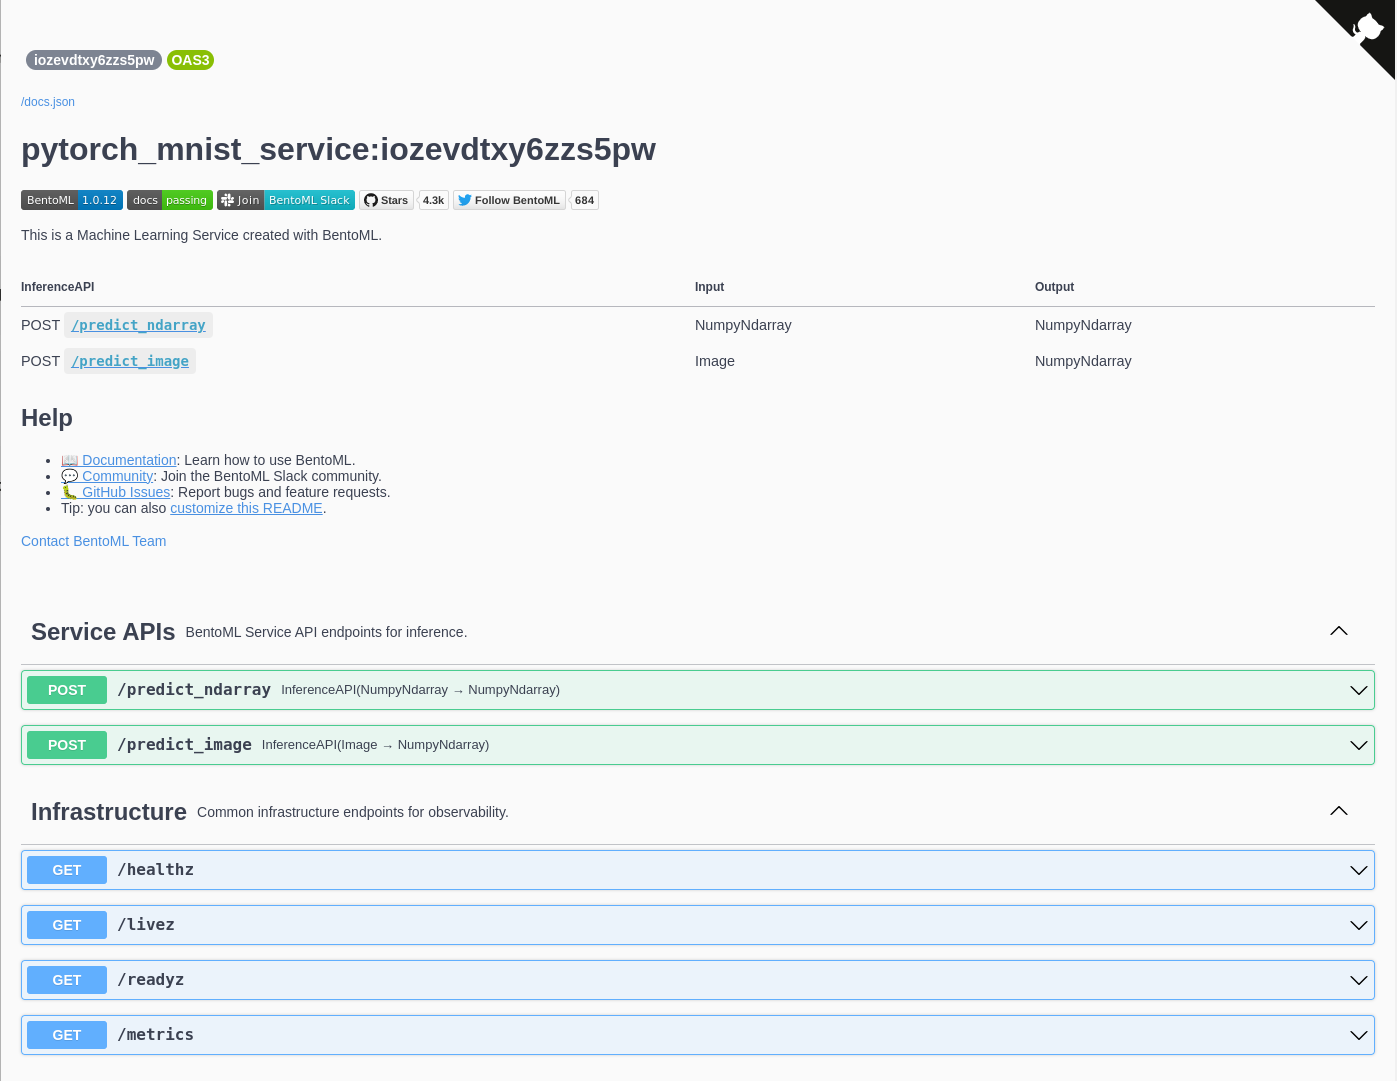 iozevdtxy6zzs5pw OAS3
/docs.json
pytorch_mnist_service:iozevdtxy6zzs5pw
BentoML 1.0.12 docs passing Join BentoML Slack Stars 4.3k Follow BentoML 684
This is a Machine Learning Service created with BentoML.
InferenceAPI Input Output
POST /predict_ndarray NumpyNdarray NumpyNdarray
POST /predict_image Image NumpyNdarray
Help
• 📖 Documentation: Learn how to use BentoML.
• 💬 Community: Join the BentoML Slack community.
• 🐛 GitHub Issues: Report bugs and feature requests.
• Tip: you can also customize this README.
Contact BentoML Team
Service APIs BentoML Service API endpoints for inference.
POST /predict_ndarray InferenceAPI(NumpyNdarray → NumpyNdarray)
POST /predict_image InferenceAPI(Image → NumpyNdarray)
Infrastructure Common infrastructure endpoints for observability.
GET /healthz
GET /livez
GET /readyz
GET /metrics